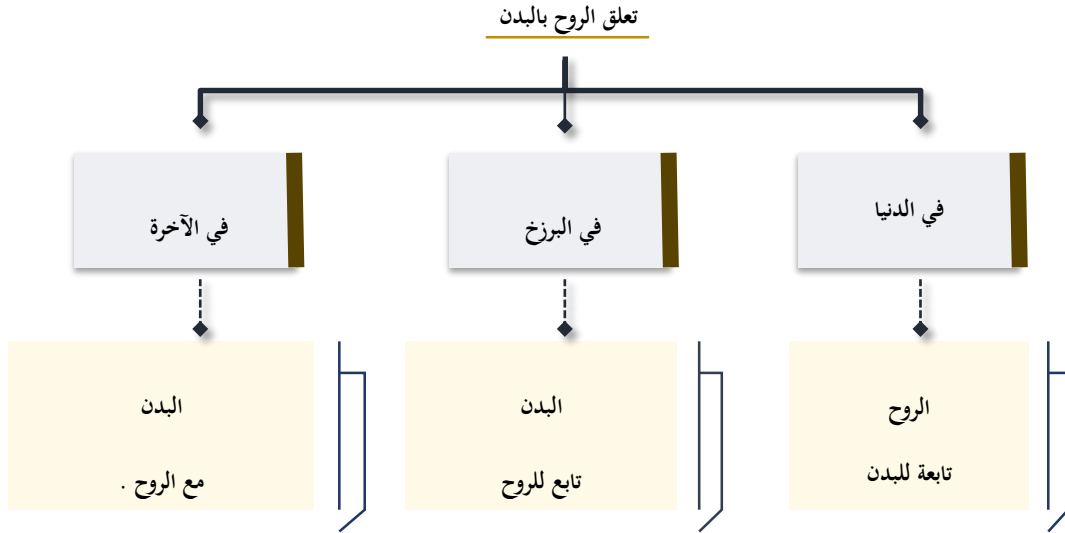 تعلق الروح بالبدن
في الدنيا
في البرزخ
في الآخرة
الروح
تابعة للبدن
البدن
تابع للروح
البدن
مع الروح .